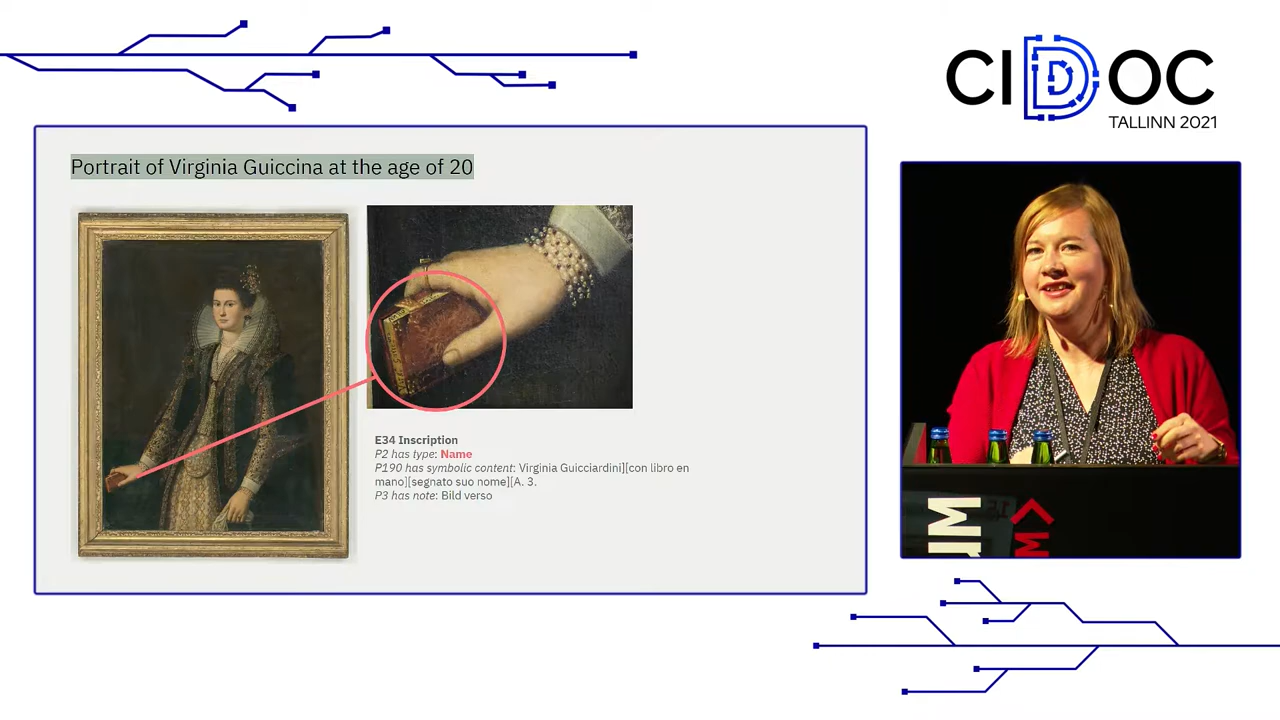 CIDOC
TALLINN 2021
Portrait of Virginia Guiccina at the age of 20
E34 Inscription
P2 has type: Name
P190 has symbolic content: Virginia Guicciardini][con libro en
mano][segnato suo nome][A. 3.
P3 has note: Bild verso